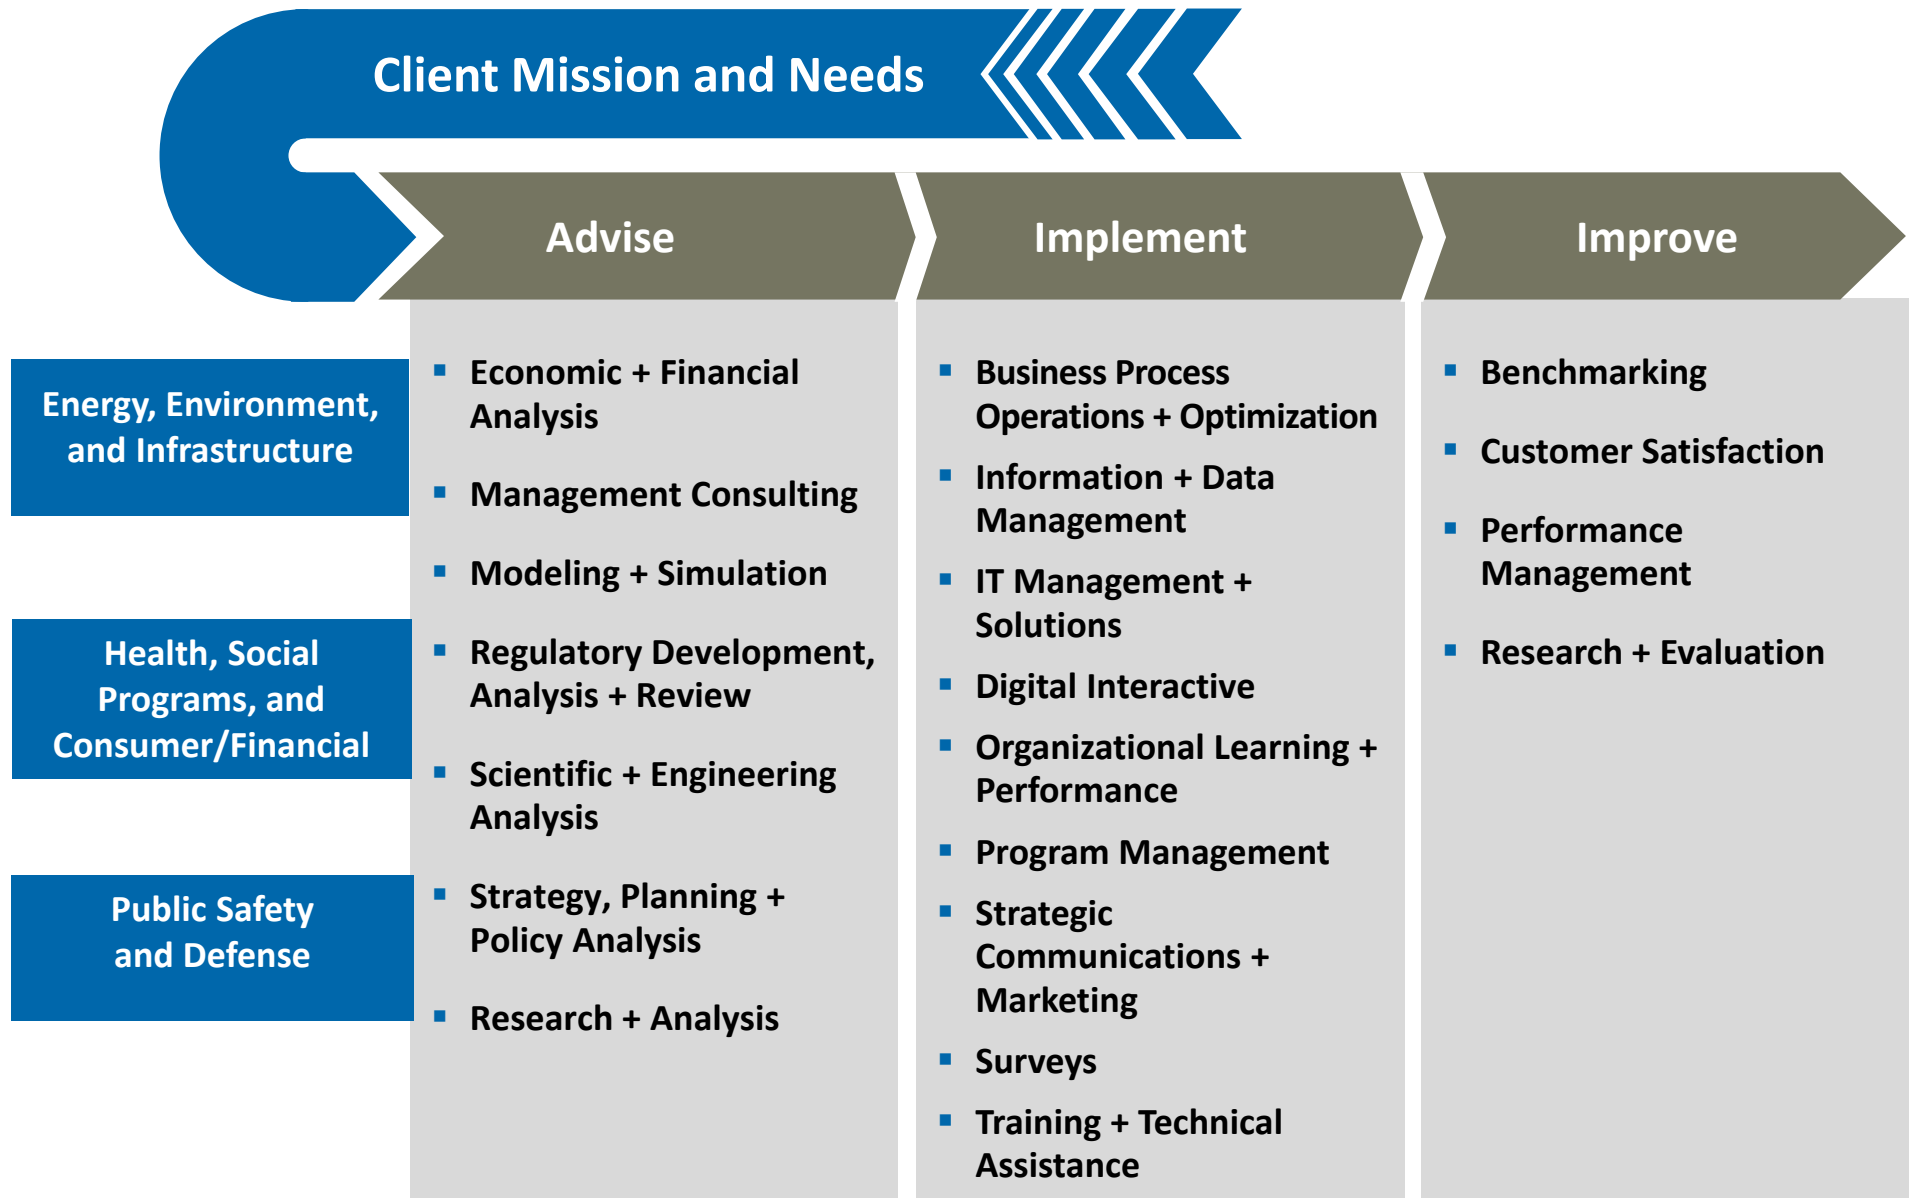 Client Mission and Needs
Advise
Implement
Improve
Energy, Environment,
and Infrastructure
Health, Social
Programs, and
Consumer/Financial
Public Safety
and Defense
▪ Economic + Financial
Analysis
▪ Management Consulting
▪ Modeling + Simulation
▪ Regulatory Development,
Analysis + Review
▪ Scientific + Engineering
Analysis
▪ Strategy, Planning +
Policy Analysis
▪ Research + Analysis
▪ Business Process
Operations + Optimization
▪ Information + Data
Management
▪ IT Management +
Solutions
▪ Digital Interactive
▪ Organizational Learning +
Performance
▪ Program Management
▪ Strategic
Communications +
Marketing
▪ Surveys
▪ Training + Technical
Assistance
▪ Benchmarking
▪ Customer Satisfaction
▪ Performance
Management
▪ Research + Evaluation